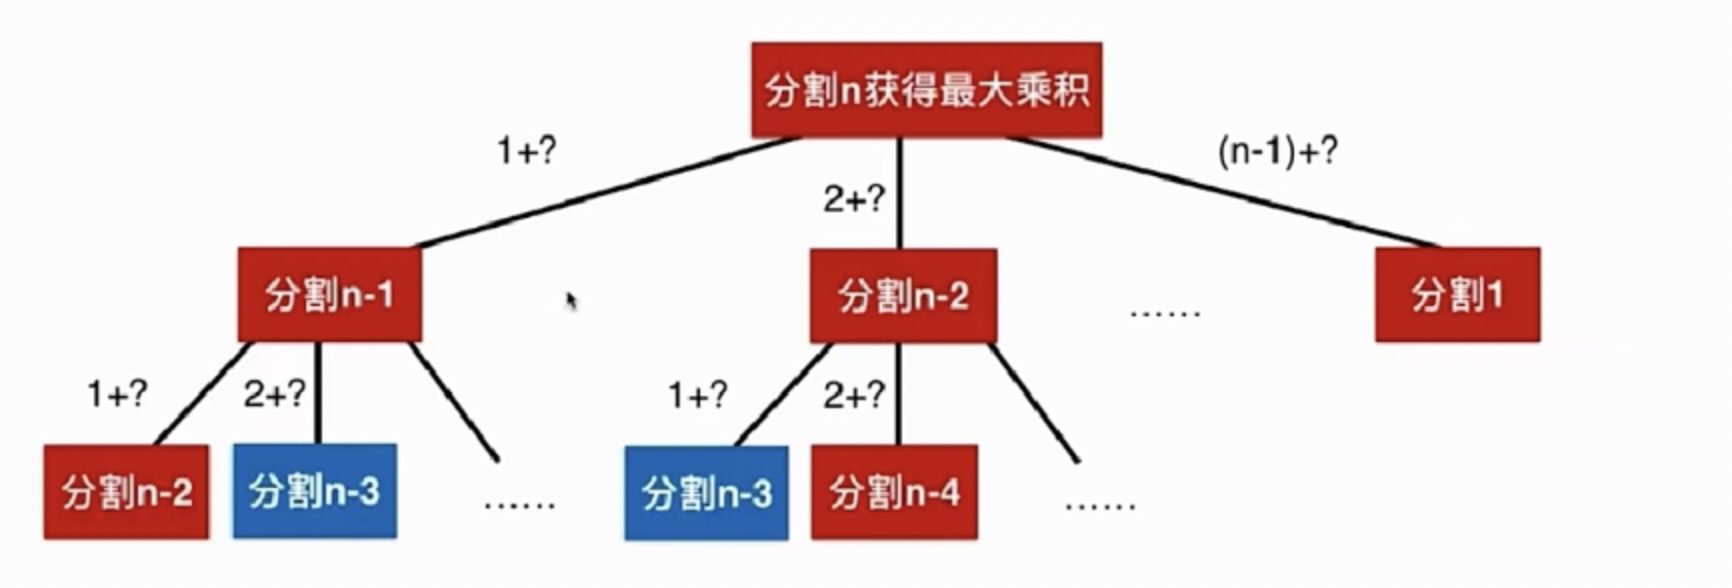 分割n获得最大乘积
1+?
2+?
(n-1)+?
分割n-1
分割n-2
......
分割1
1+?
2+?
1+?
2+?
分割n-2
分割n-3
......
分割n-3
分割n-4
......